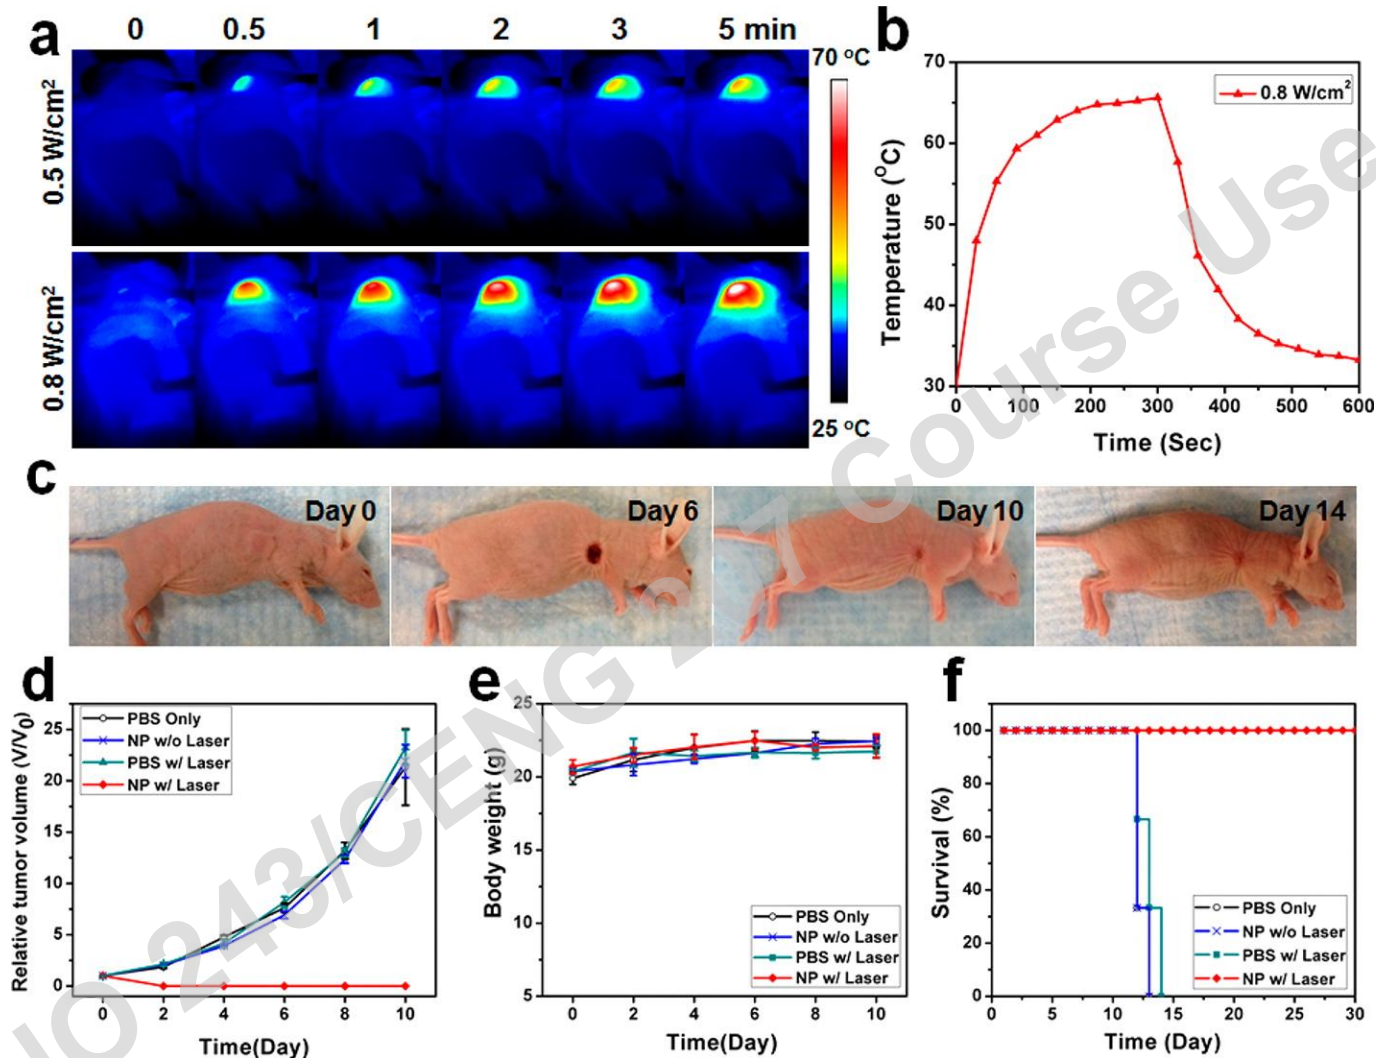 a
0 0.5 1 2 3 5 min
70 °C
0.5 W/cm²
0.8 W/cm²
25 °C
b
70
60
50
40
30
Temperature (°C)
0.8 W/cm²
0 100 200 300 400 500 600
Time (Sec)
c
Day 0
Day 6
Day 10
Day 14
d
25
20
15
10
5
0
Relative tumor volume (V/V₀)
PBS Only
NP w/o Laser
PBS w/ Laser
NP w/ Laser
0 2 4 6 8 10
Time(Day)
e
25
20
15
10
5
Body weight (g)
PBS Only
NP w/o Laser
PBS w/ Laser
NP w/ Laser
0 2 4 6 8 10
Time(Day)
f
100
80
60
40
20
0
Survival (%)
PBS Only
NP w/o Laser
PBS w/ Laser
NP w/ Laser
0 5 10 15 20 25 30
Time (Day)